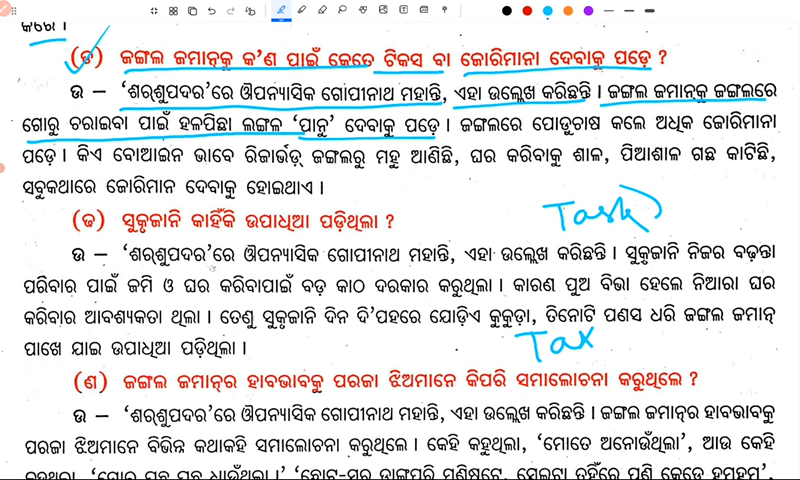 କରେ ।
(ଡ) ଜଙ୍ଗଲ ଜମାନ୍‌କୁ କ'ଣ ପାଇଁ କେତେ ଟିକସ ବା ଜୋରିମାନା ଦେବାକୁ ପଡ଼େ ?
ଉ – 'ଶର୍‌ଶୁପଦର'ରେ ଔପନ୍ୟାସିକ ଗୋପୀନାଥ ମହାନ୍ତି, ଏହା ଉଲ୍ଲେଖ କରିଛନ୍ତି । ଜଙ୍ଗଲ ଜମାନ୍‌କୁ ଜଙ୍ଗଲରେ
ଗୋରୁ ଚରାଇବା ପାଇଁ ହଳପିଛା ଲଙ୍ଗଳ 'ପାନୁ' ଦେବାକୁ ପଡ଼େ । ଜଙ୍ଗଲରେ ପୋଡୁଚାଷ କଲେ ଅଧିକ ଜୋରିମାନା
ପଡ଼େ । କିଏ ବୋଆଇନ ଭାବେ ରିଜାର୍ଭଡ଼୍ ଜଙ୍ଗଲରୁ ମହୁ ଆଣିଛି, ଘର କରିବାକୁ ଶାଳ, ପିଆଶାଳ ଗଛ କାଟିଛି,
ସବୁକଥାରେ ଜୋରିମାନ ଦେବାକୁ ହୋଇଥାଏ ।
Task
(ଢ) ସୁକ୍ରୁଜାନି କାହିଁକି ଉପାଧିଆ ପଡ଼ିଥିଲା ?
ଉ – 'ଶର୍‌ଶୁପଦର'ରେ ଔପନ୍ୟାସିକ ଗୋପୀନାଥ ମହାନ୍ତି, ଏହା ଉଲ୍ଲେଖ କରିଛନ୍ତି । ସୁକ୍ରୁଜାନି ନିଜର ବଢ଼ନ୍ତା
ପରିବାର ପାଇଁ ଜମି ଓ ଘର କରିବାପାଇଁ ବଡ଼ କାଠ ଦରକାର କରୁଥିଲା । କାରଣ ପୁଅ ବିଭା ହେଲେ ନିଆରା ଘର
କରିବାର ଆବଶ୍ୟକତା ଥିଲା । ତେଣୁ ସୁକ୍ରୁଜାନି ଦିନ ଦି'ପହରେ ଯୋଡ଼ିଏ କୁକୁଡ଼ା, ତିନୋଟି ପଣସ ଧରି ଜଙ୍ଗଲ ଜମାନ୍
ପାଖେ ଯାଇ ଉପାଧିଆ ପଡ଼ିଥିଲା ।
Tax
(ଣ) ଜଙ୍ଗଲ ଜମାନ୍‌ର ହାବଭାବକୁ ପରଜା ଝିଅମାନେ କିପରି ସମାଲୋଚନା କରୁଥିଲେ ?
ଉ – 'ଶର୍‌ଶୁପଦର'ରେ ଔପନ୍ୟାସିକ ଗୋପୀନାଥ ମହାନ୍ତି, ଏହା ଉଲ୍ଲେଖ କରିଛନ୍ତି । ଜଙ୍ଗଲ ଜମାନ୍‌ର ହାବଭାବକୁ
ପରଜା ଝିଅମାନେ ବିଭିନ୍ନ କଥାକହି ସମାଲୋଚନା କରୁଥିଲେ । କେହି କହୁଥିଲା, 'ମୋତେ ଅନୋଉଁଥିଲା', ଆଉ କେହି